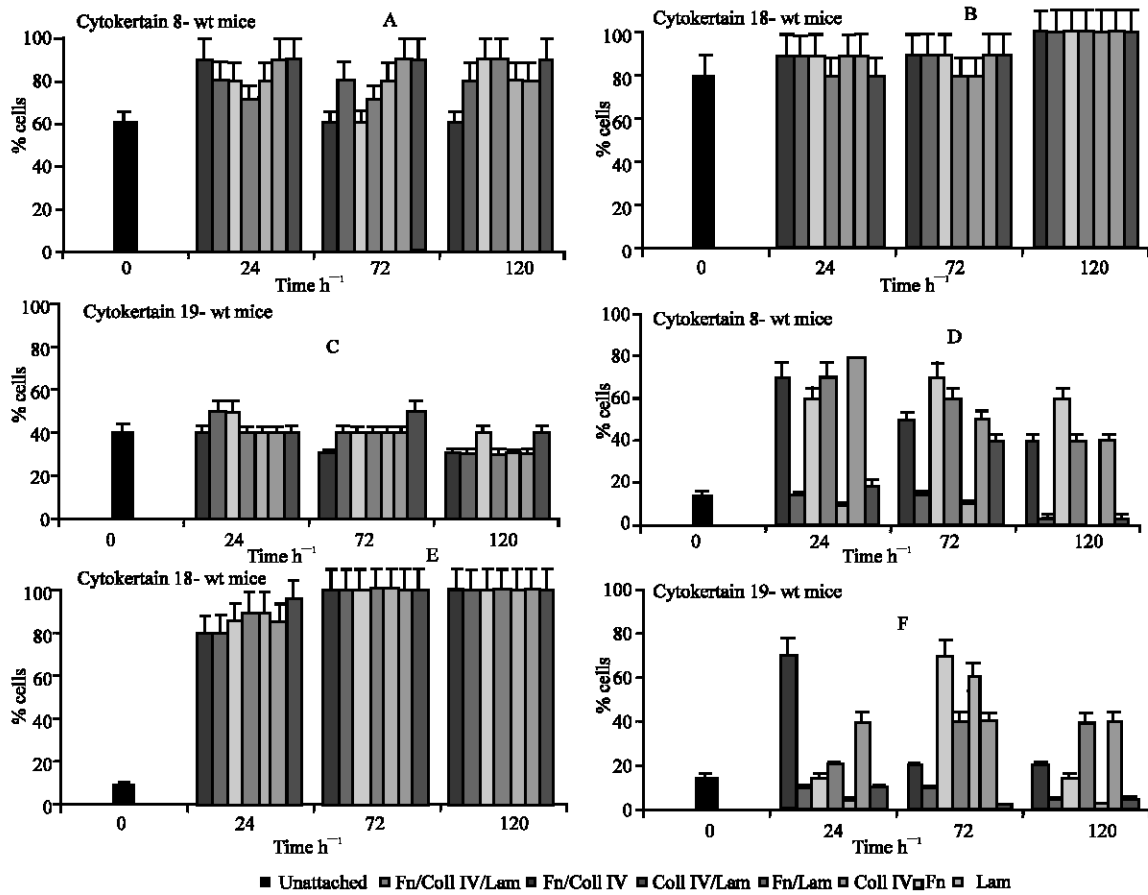 Cytokertain 8- wt mice
A
% cells
100
80
60
40
20
0
0
24
72
120
Time h⁻¹
Cytokertain 18- wt mice
B
% cells
100
80
60
40
20
0
0
24
72
120
Time h⁻¹
Cytokertain 19- wt mice
C
% cells
100
80
60
40
20
0
0
24
72
120
Time h⁻¹
Cytokertain 8- wt mice
D
% cells
100
80
60
40
20
0
0
24
72
120
Time h⁻¹
Cytokertain 18- wt mice
E
% cells
100
80
60
40
20
0
0
24
72
120
Time h⁻¹
Cytokertain 19- wt mice
F
% cells
100
80
60
40
20
0
0
24
72
120
Time h⁻¹
Unattached Fn/Coll IV/Lam Fn/Coll IV Coll IV/Lam Fn/Lam Coll IV Fn Lam